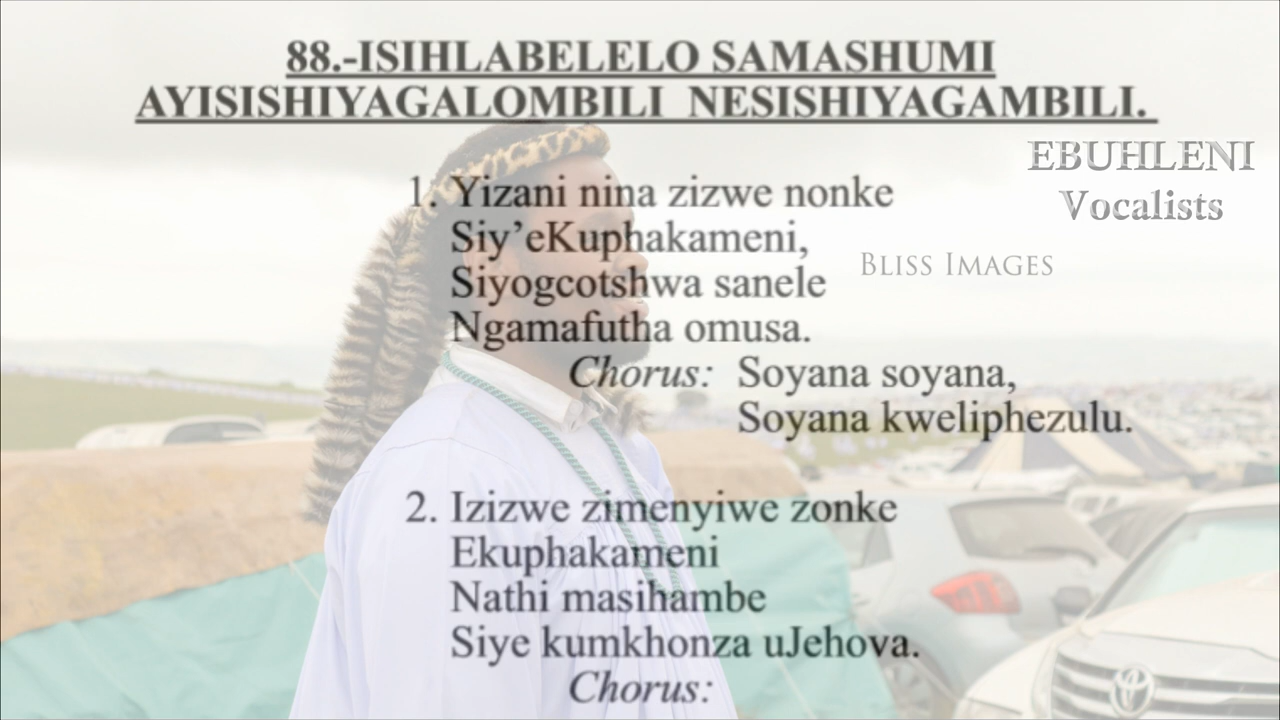 88.-ISIHLABELELO SAMASHUMI
AYISISHIYAGALOMBILI NESISHIYAGAMBILI.
EBUHLENI
Vocalists
BLISS IMAGES
1. Yizani nina zizwe nonke
Siy’eKuphakameni,
Siyogcotshwa sanele
Ngamafutha omusa.
Chorus: Soyana soyana,
Soyana kweliphezulu.
2. Izizwe zimenyiwe zonke
Ekuphakameni
Nathi masihambe
Siye kumkhonza uJehova.
Chorus: